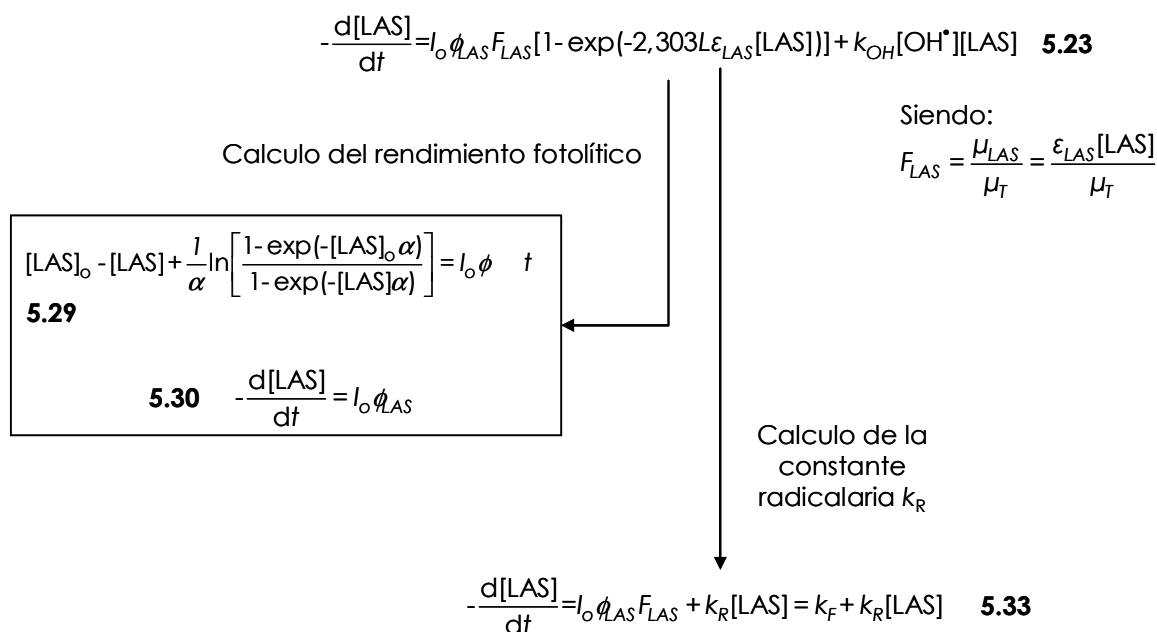 -d[LAS]/dt=I_o ϕ_LAS F_LAS[1-exp(-2,303Lε_LAS[LAS])]+k_OH[OH•][LAS] 5.23
Siendo:
F_LAS = μ_LAS/μ_T = ε_LAS[LAS]/μ_T
Calculo del rendimiento fotolítico
[LAS]_o-[LAS]+1/α ln[1-exp(-[LAS]_o α)/1-exp(-[LAS]α)]=I_o ϕ t
5.29
5.30 -d[LAS]/dt=I_o ϕ_LAS
Calculo de la
constante
radicalaria k_R
-d[LAS]/dt=I_o ϕ_LAS F_LAS+k_R[LAS]=k_F+k_R[LAS] 5.33